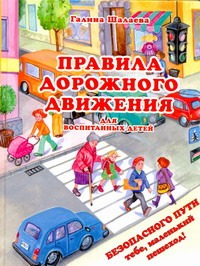 ГАЛИНА ШАЛАЕВА
ПРАВИЛА
ДОРОЖНОГО
ДВИЖЕНИЯ
ДЛЯ
ВОСПИТАННЫХ ДЕТЕЙ
БЕЗОПАСНОГО ПУТИ
тебе, маленький
пешеход!